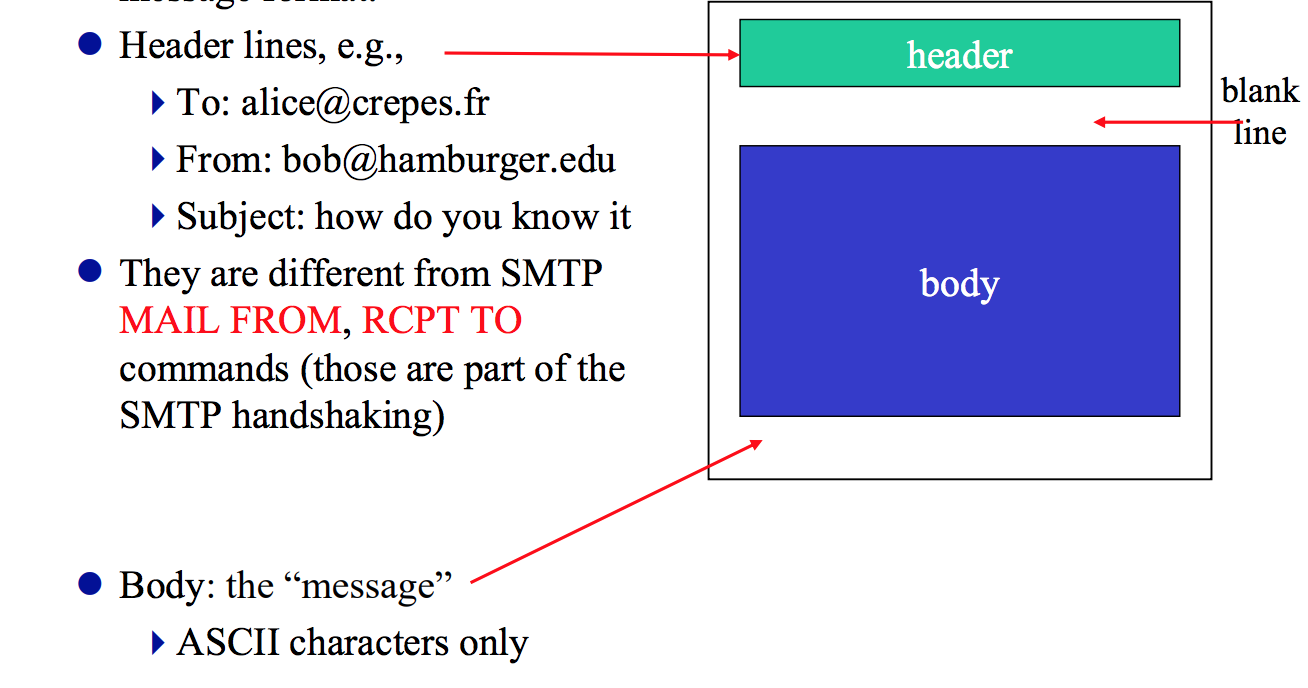 Header lines, e.g.,
To: alice@crepes.fr
From: bob@hamburger.edu
Subject: how do you know it
They are different from SMTP
MAIL FROM, RCPT TO
commands (those are part of the
SMTP handshaking)
Body: the “message”
ASCII characters only
header
blank
line
body